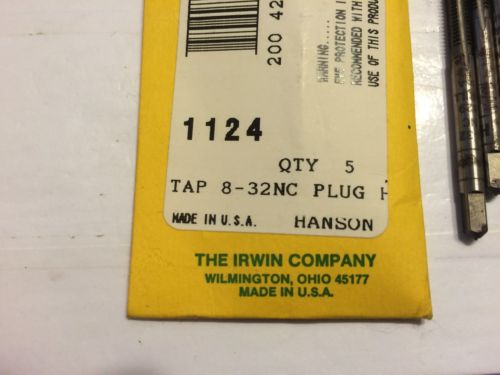 200 42
WARNING.....
EYE PROTECTION I
RECOMMENDED WITH
USE OF THIS PRODU
1124
QTY 5
TAP 8-32NC PLUG H
MADE IN U.S.A. HANSON
THE IRWIN COMPANY
WILMINGTON, OHIO 45177
MADE IN U.S.A.